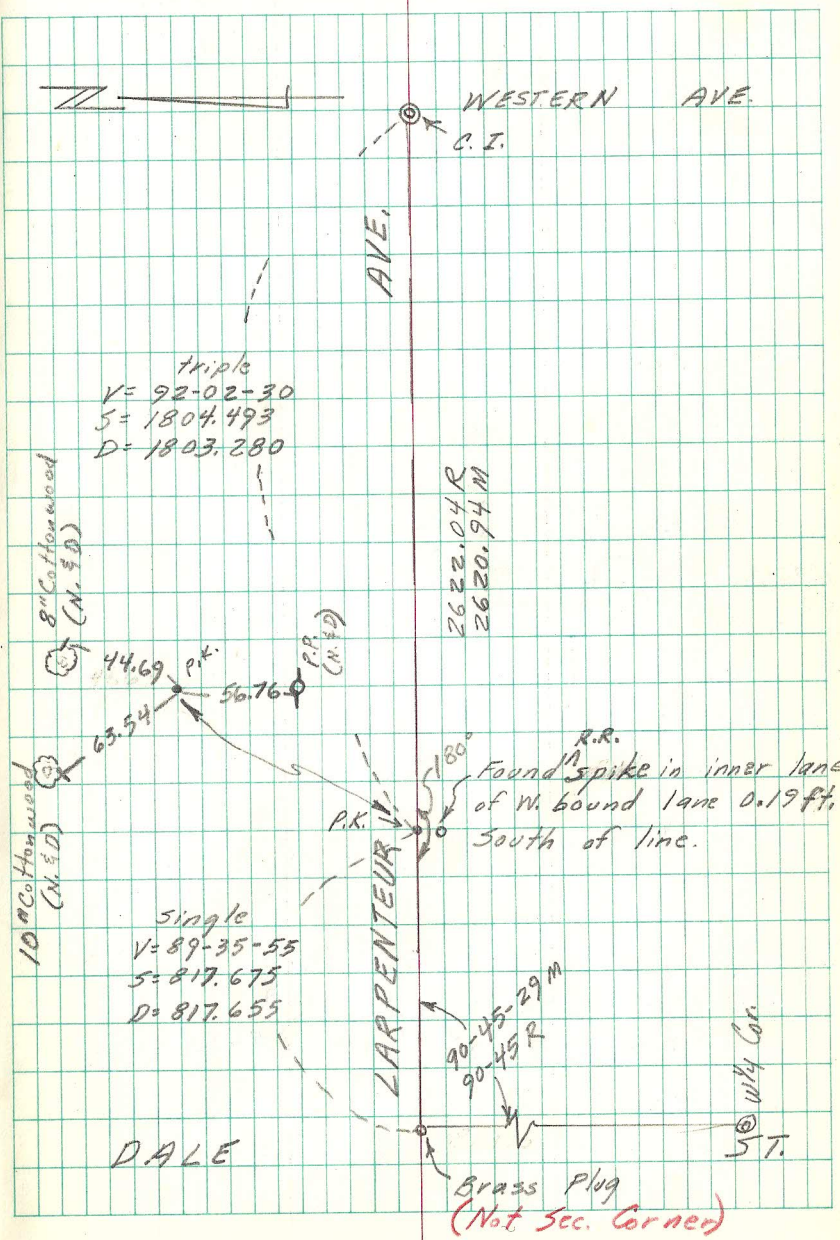 N
WESTERN AVE.
C. I.
AVE.
triple
V= 92-02-30
S= 1804.493
D= 1803.280
2622.04 R
2620.94 M
8" Cottonwood
(N. & D)
44.69
P.K.
56.76
P.P.
(N. & D)
63.54
10" Cottonwood
(N. & D)
180°
R.R.
Found ^ Spike in inner lane
of W. bound lane 0.19 ft.
South of line.
P.K.
LARPENTEUR
single
V= 89-35-55
S= 817.675
D= 817.655
90-45-29 M
90-45 R
W 1/4 Cor.
DALE ST.
Brass Plug
(Not Sec. Corner)